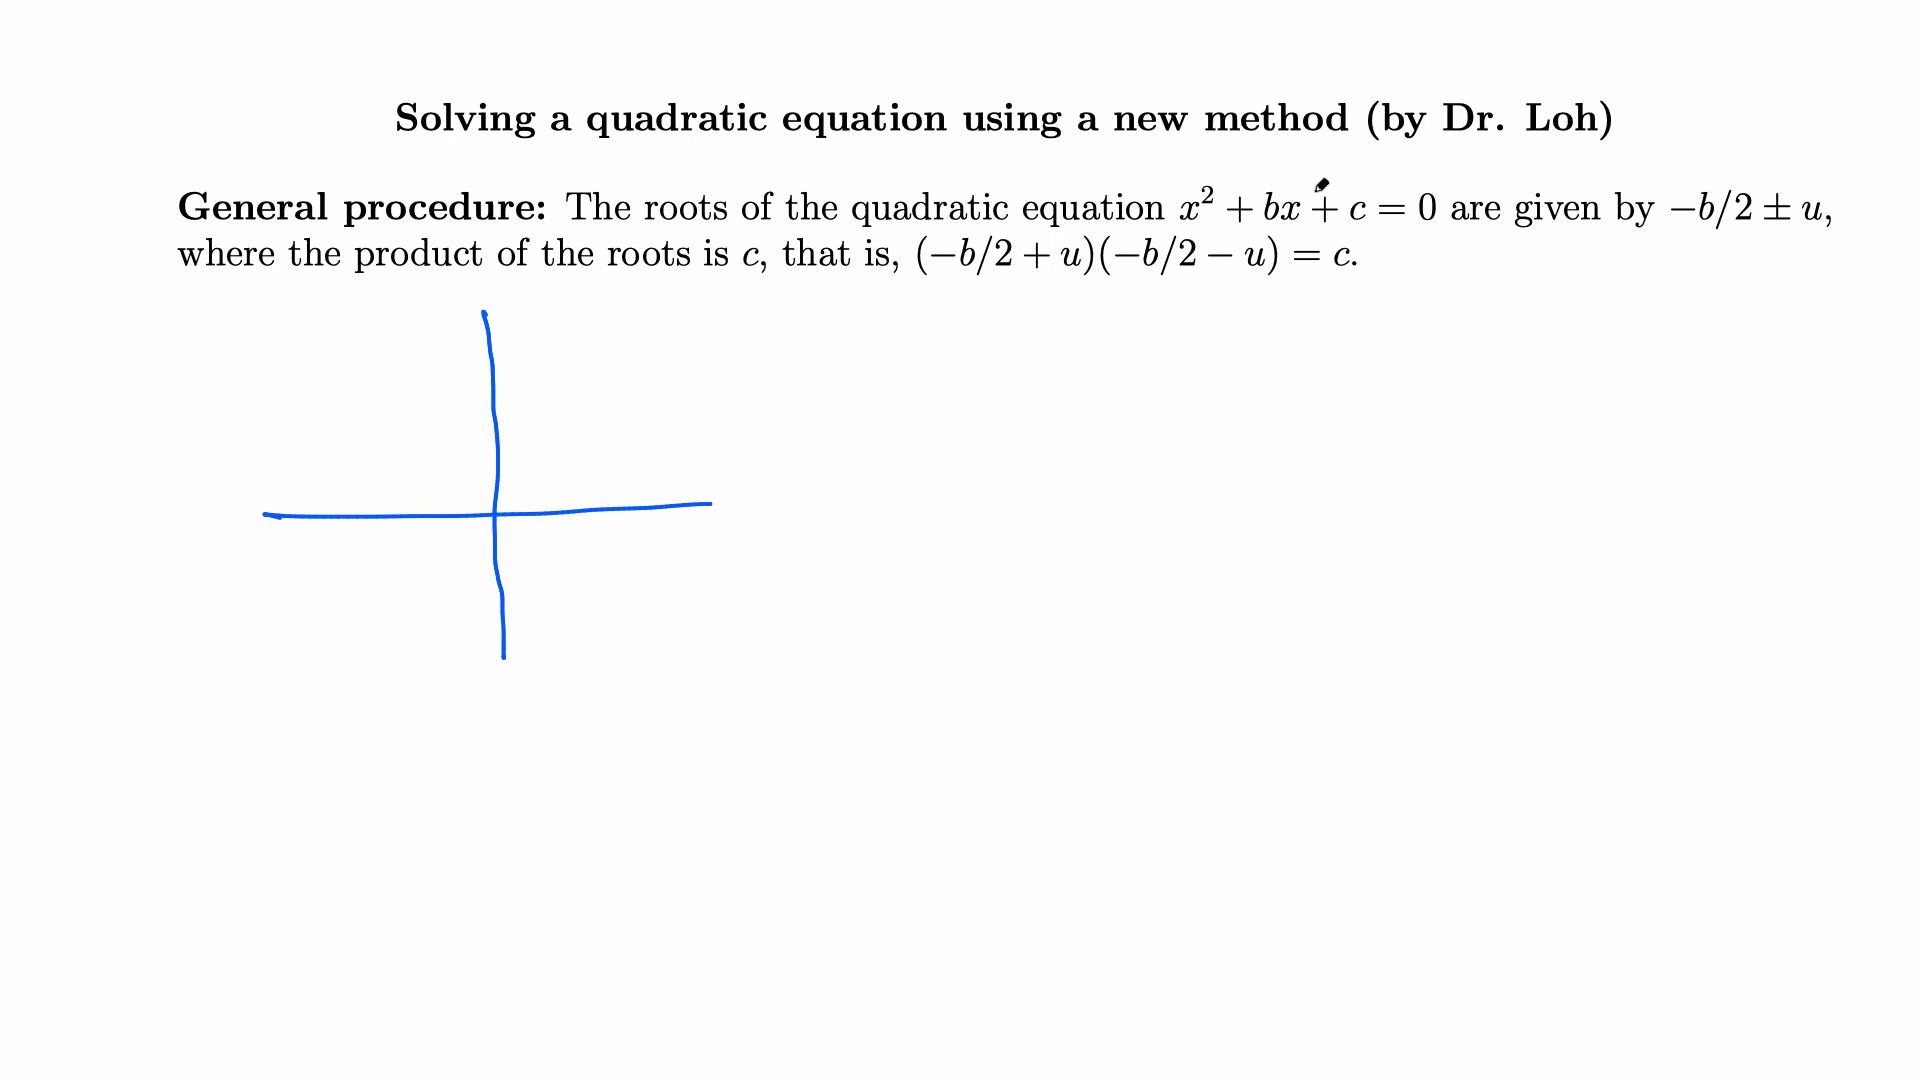 Solving a quadratic equation using a new method (by Dr. Loh)
General procedure: The roots of the quadratic equation x² + bx + c = 0 are given by −b/2 ± u,
where the product of the roots is c, that is, (−b/2 + u)(−b/2 − u) = c.